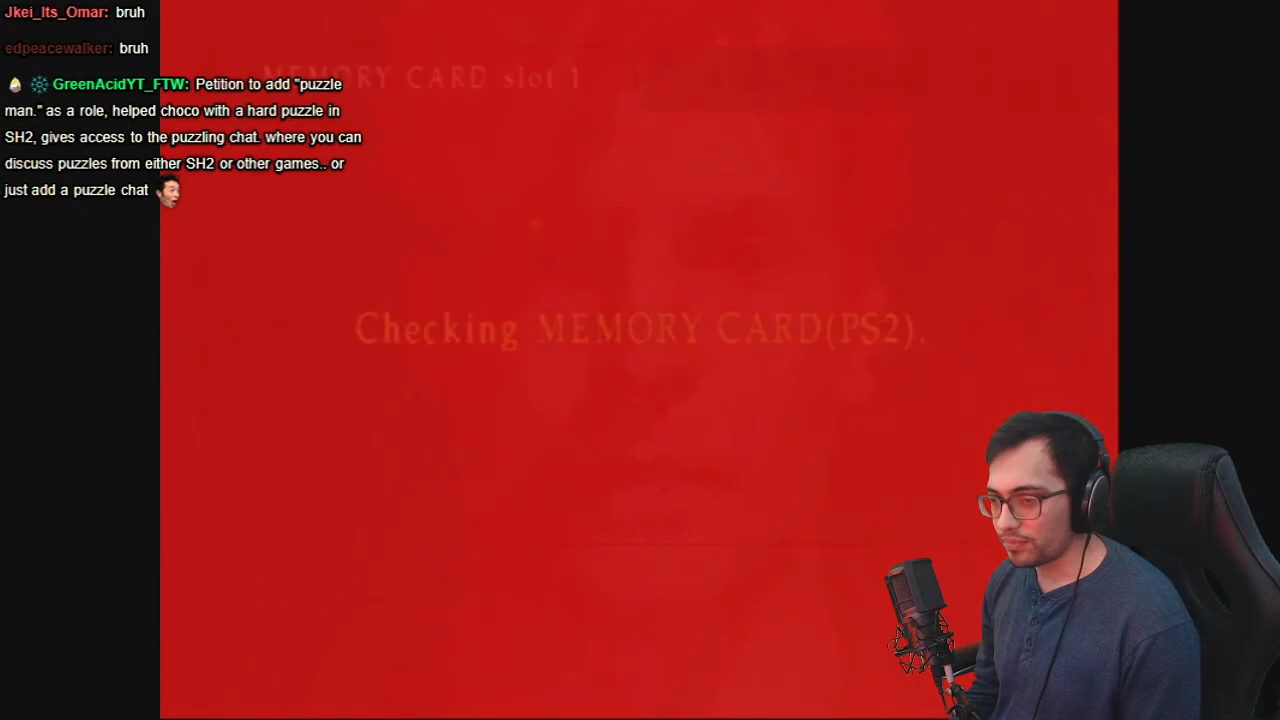 Jkei_Its_Omar: bruh
edpeacewalker: bruh
GreenAcidYT_FTW: Petition to add "puzzle
man." as a role, helped choco with a hard puzzle in
SH2, gives access to the puzzling chat. where you can
discuss puzzles from either SH2 or other games.. or
just add a puzzle chat
MEMORY CARD slot 1
Checking MEMORY CARD(PS2).